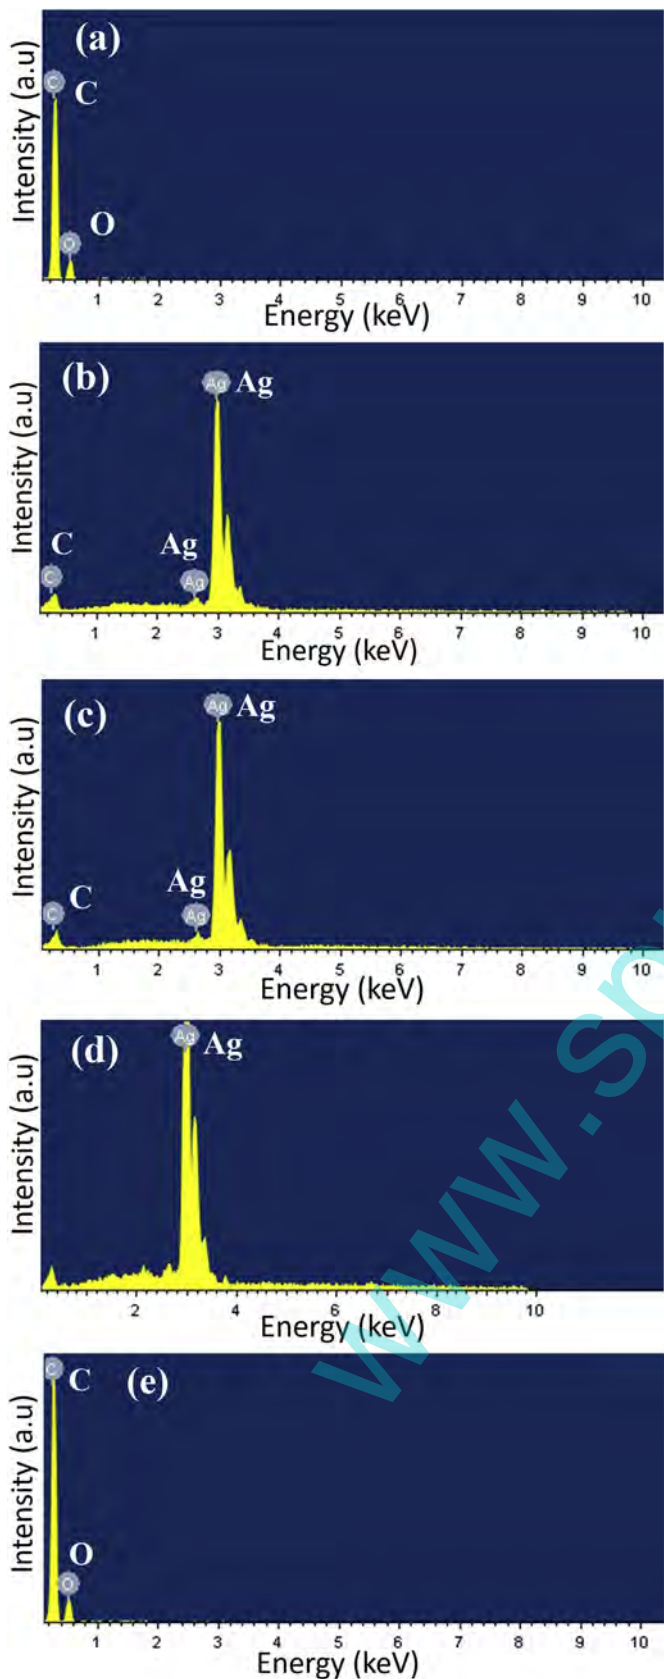 (a)
C
C
O
O
Intensity (a.u)
1 2 3 4 5 6 7 8 9 10
Energy (keV)
(b)
Ag
Ag
C
C
Ag
Ag
Intensity (a.u)
1 2 3 4 5 6 7 8 9 10
Energy (keV)
(c)
Ag
Ag
C
C
Ag
Ag
Intensity (a.u)
1 2 3 4 5 6 7 8 9 10
Energy (keV)
(d)
Ag
Ag
Intensity (a.u)
2 4 6 8 10
Energy (keV)
(e)
C
C
O
O
Intensity (a.u)
1 2 3 4 5 6 7 8 9 10
Energy (keV)